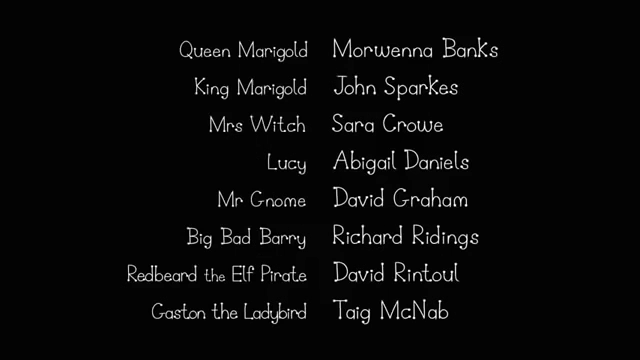 Queen Marigold Morwenna Banks
King Marigold John Sparkes
Mrs Witch Sara Crowe
Lucy Abigail Daniels
Mr Gnome David Graham
Big Bad Barry Richard Ridings
Redbeard the Elf Pirate David Rintoul
Gaston the Ladybird Taig McNab